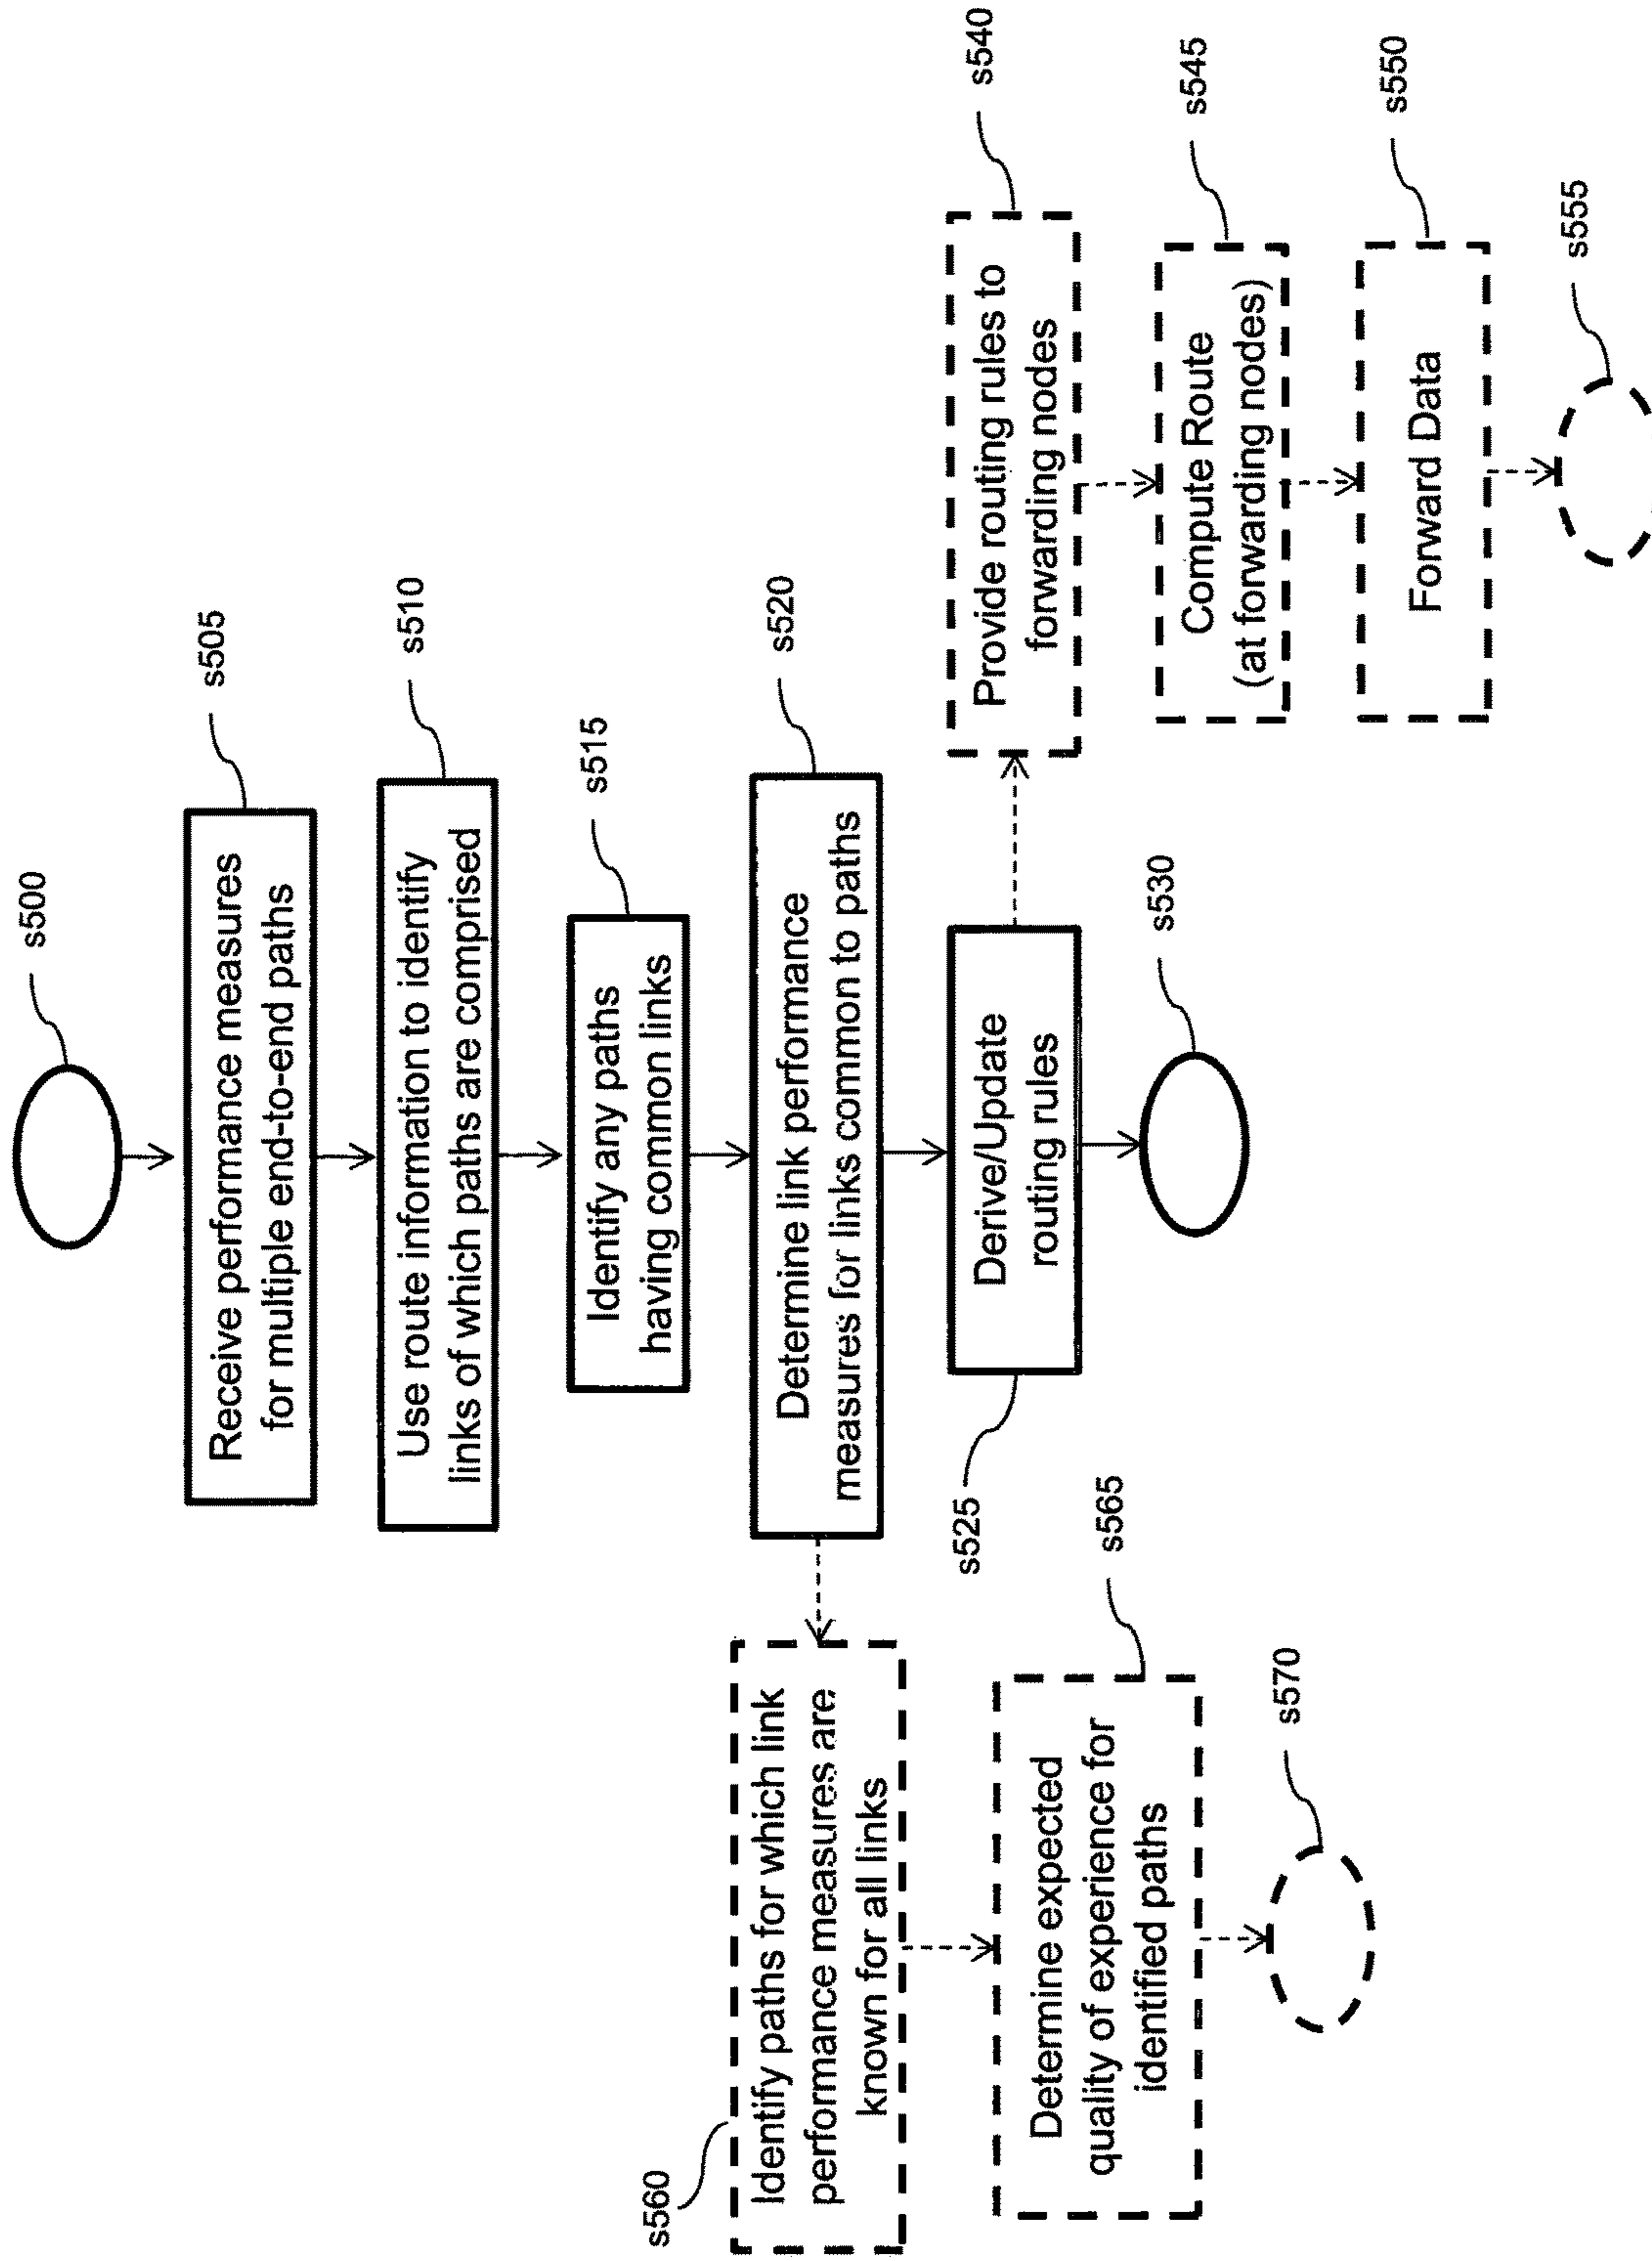 s500
Receive performance measures
for multiple end-to-end paths
s505
Use route information to identify
links of which paths are comprised
s510
Identify any paths
having common links
s515
Determine link performance
measures for links common to paths
s520
Derive/Update
routing rules
s525
s530
Provide routing rules to
forwarding nodes
s540
Compute Route
(at forwarding nodes)
s545
Forward Data
s550
s555
s560
Identify paths for which link
performance measures are
known for all links
Determine expected
quality of experience for
identified paths
s565
s570